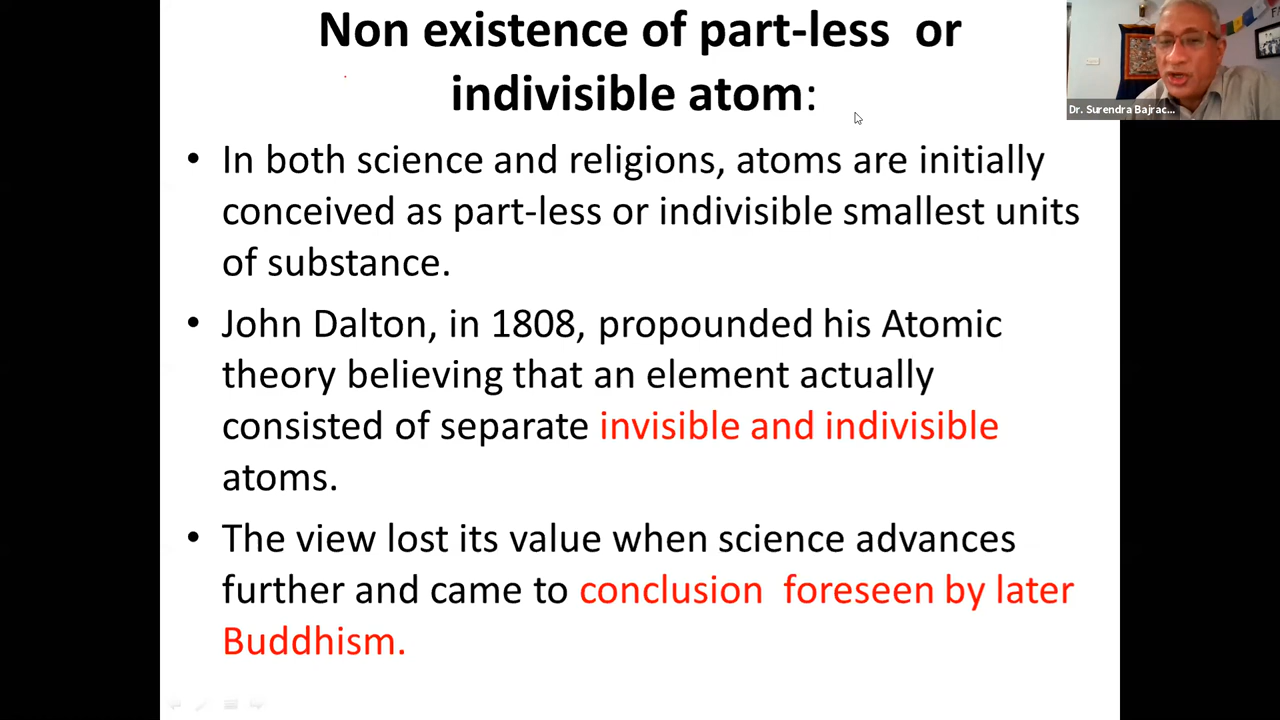 Non existence of part-less or
indivisible atom:
• In both science and religions, atoms are initially
conceived as part-less or indivisible smallest units
of substance.
• John Dalton, in 1808, propounded his Atomic
theory believing that an element actually
consisted of separate invisible and indivisible
atoms.
• The view lost its value when science advances
further and came to conclusion foreseen by later
Buddhism.
Dr. Surendra Bajrac...